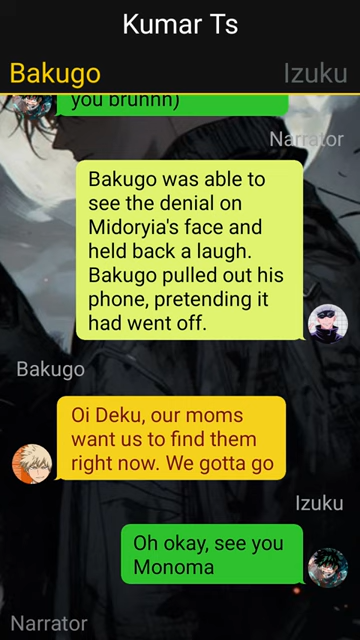 Kumar Ts
Bakugo
Izuku
you bruhhh)
Narrator
Bakugo was able to
see the denial on
Midoryia's face and
held back a laugh.
Bakugo pulled out his
phone, pretending it
had went off.
Bakugo
Oi Deku, our moms
want us to find them
right now. We gotta go
Izuku
Oh okay, see you
Monoma
Narrator